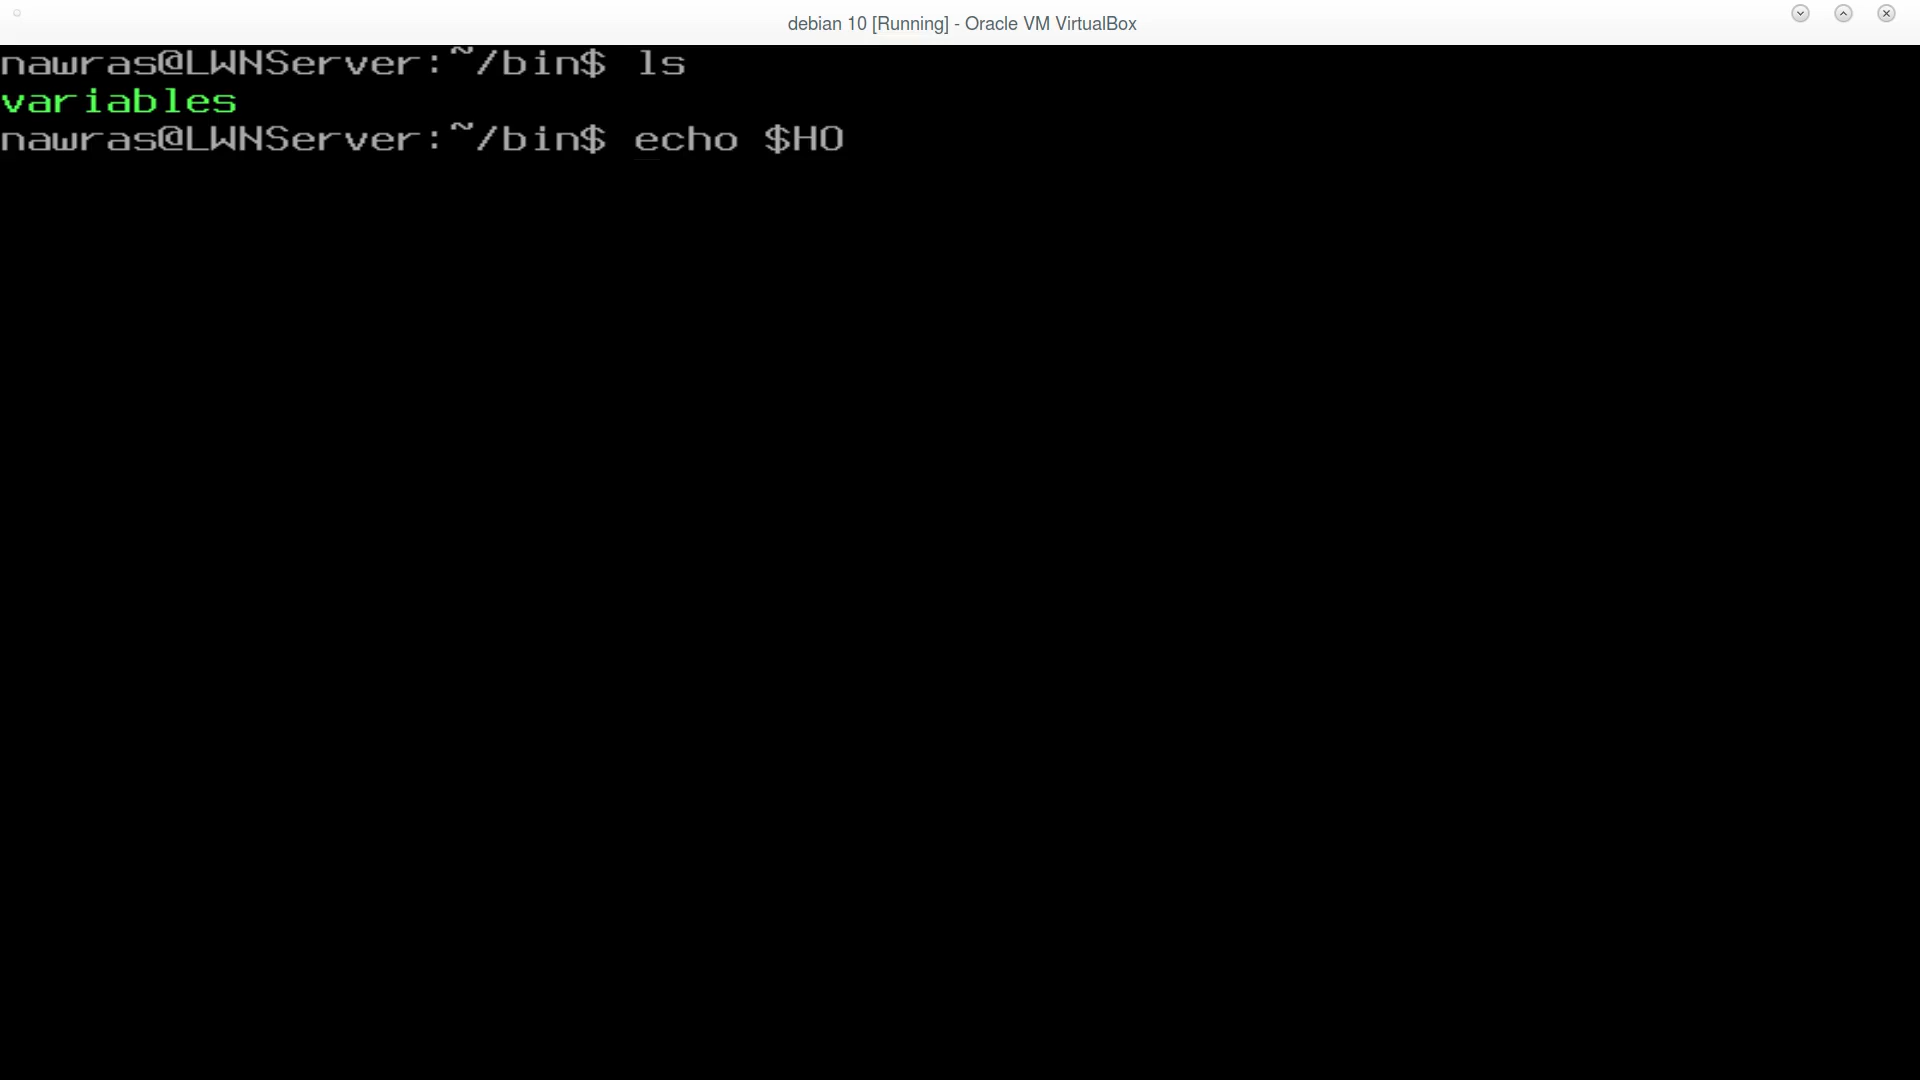 debian 10 [Running] - Oracle VM VirtualBox
nawras@LWNServer:~/bin$ ls
variables
nawras@LWNServer:~/bin$ echo $HO